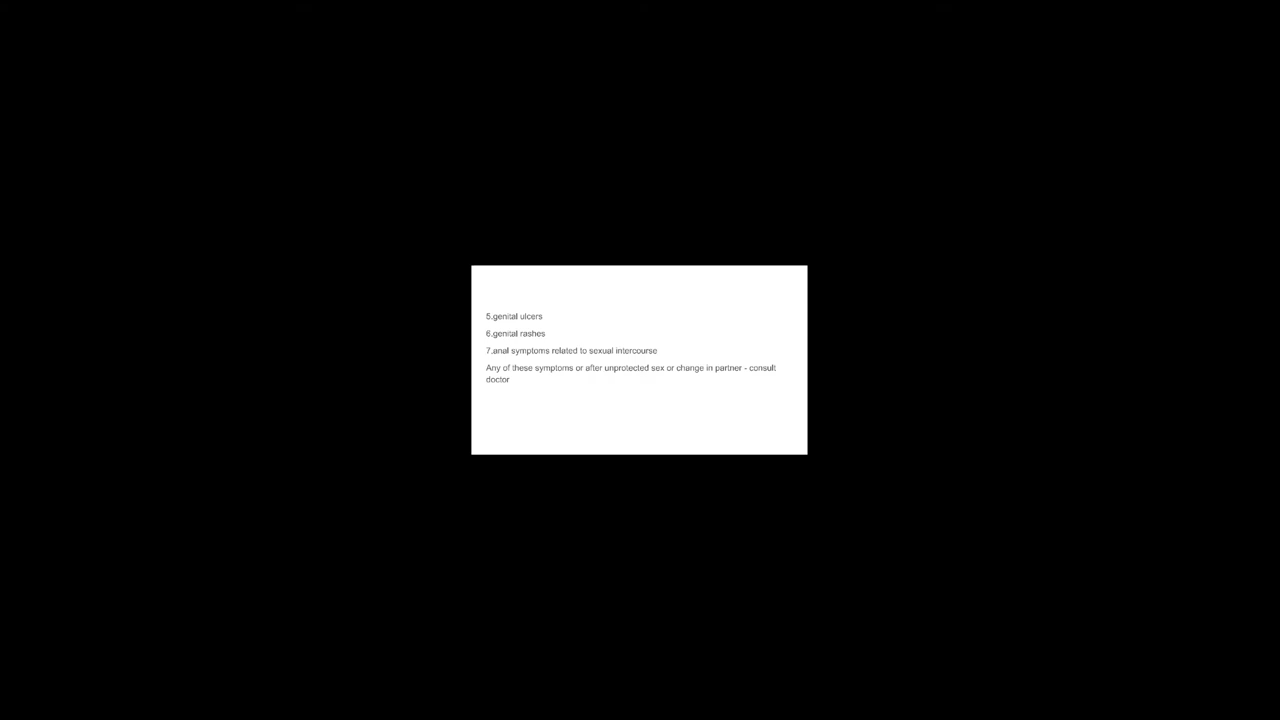 5.genital ulcers
6.genital rashes
7.anal symptoms related to sexual intercourse
Any of these symptoms or after unprotected sex or change in partner - consult
doctor